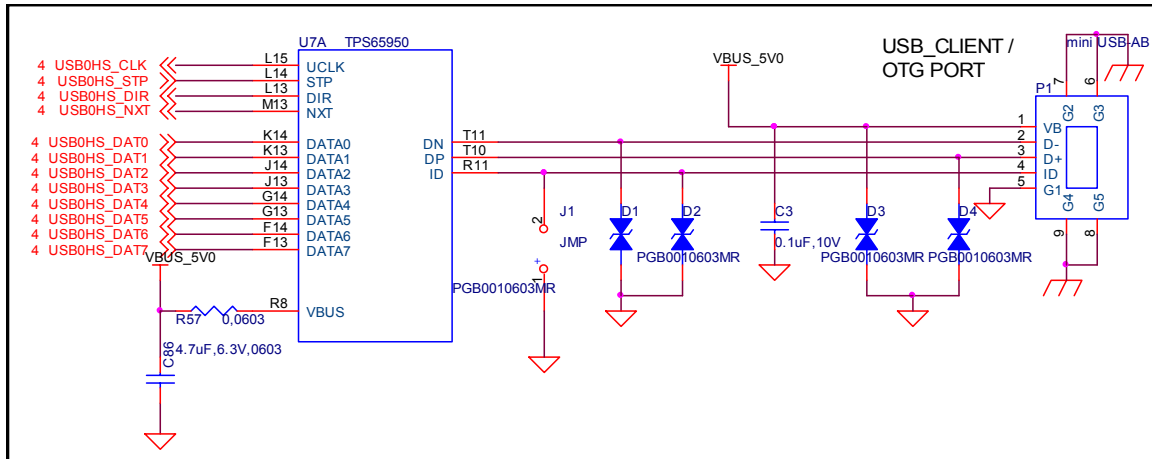 U7A TPS65950
4 USB0HS_CLK L15 UCLK
4 USB0HS_STP L14 STP
4 USB0HS_DIR L13 DIR
4 USB0HS_NXT M13 NXT
4 USB0HS_DAT0 K14 DATA0
4 USB0HS_DAT1 K13 DATA1
4 USB0HS_DAT2 J14 DATA2
4 USB0HS_DAT3 J13 DATA3
4 USB0HS_DAT4 G14 DATA4
4 USB0HS_DAT5 G13 DATA5
4 USB0HS_DAT6 F14 DATA6
4 USB0HS_DAT7 F13 DATA7
VBUS_5V0
R57 0,0603 R8 VBUS
C86 4.7uF,6.3V,0603
DN T11
DP T10
ID R11
J1
2
JMP
+
1
D1
PGB0010603MR
D2
PGB0010603MR
VBUS_5V0
C3
0.1uF,10V
D3
PGB0010603MR
D4
PGB0010603MR
USB_CLIENT /
OTG PORT
mini USB-AB
P1
7 G2
6 G3
1 VB
2 D-
3 D+
4 ID
5 G1
9 G4
8 G5